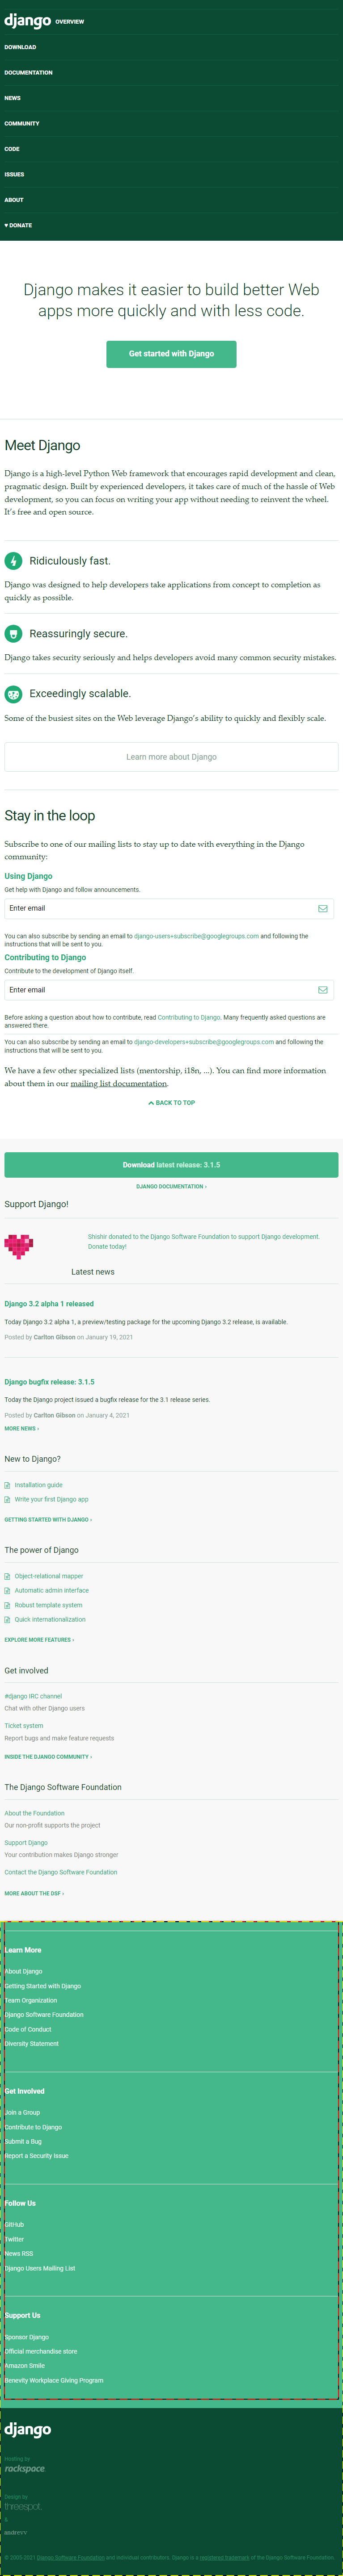 django OVERVIEW
DOWNLOAD
DOCUMENTATION
NEWS
COMMUNITY
CODE
ISSUES
ABOUT
♥ DONATE
Django makes it easier to build better Web
apps more quickly and with less code.
Get started with Django
Meet Django
Django is a high-level Python Web framework that encourages rapid development and clean,
pragmatic design. Built by experienced developers, it takes care of much of the hassle of Web
development, so you can focus on writing your app without needing to reinvent the wheel.
It's free and open source.
Ridiculously fast.
Django was designed to help developers take applications from concept to completion as
quickly as possible.
Reassuringly secure.
Django takes security seriously and helps developers avoid many common security mistakes.
Exceedingly scalable.
Some of the busiest sites on the Web leverage Django's ability to quickly and flexibly scale.
Learn more about Django
Stay in the loop
Subscribe to one of our mailing lists to stay up to date with everything in the Django
community:
Using Django
Get help with Django and follow announcements.
Enter email
You can also subscribe by sending an email to django-users+subscribe@googlegroups.com and following the
instructions that will be sent to you.
Contributing to Django
Contribute to the development of Django itself.
Enter email
Before asking a question about how to contribute, read Contributing to Django. Many frequently asked questions are
answered there.
You can also subscribe by sending an email to django-developers+subscribe@googlegroups.com and following the
instructions that will be sent to you.
We have a few other specialized lists (mentorship, i18n, ...). You can find more information
about them in our mailing list documentation.
BACK TO TOP
Download latest release: 3.1.5
DJANGO DOCUMENTATION ›
Support Django!
Shishir donated to the Django Software Foundation to support Django development.
Donate today!
Latest news
Django 3.2 alpha 1 released
Today Django 3.2 alpha 1, a preview/testing package for the upcoming Django 3.2 release, is available.
Posted by Carlton Gibson on January 19, 2021
Django bugfix release: 3.1.5
Today the Django project issued a bugfix release for the 3.1 release series.
Posted by Carlton Gibson on January 4, 2021
MORE NEWS ›
New to Django?
Installation guide
Write your first Django app
GETTING STARTED WITH DJANGO ›
The power of Django
Object-relational mapper
Automatic admin interface
Robust template system
Quick internationalization
EXPLORE MORE FEATURES ›
Get involved
#django IRC channel
Chat with other Django users
Ticket system
Report bugs and make feature requests
INSIDE THE DJANGO COMMUNITY ›
The Django Software Foundation
About the Foundation
Our non-profit supports the project
Support Django
Your contribution makes Django stronger
Contact the Django Software Foundation
MORE ABOUT THE DSF ›
Learn More
About Django
Getting Started with Django
Team Organization
Django Software Foundation
Code of Conduct
Diversity Statement
Get Involved
Join a Group
Contribute to Django
Submit a Bug
Report a Security Issue
Follow Us
GitHub
Twitter
News RSS
Django Users Mailing List
Support Us
Sponsor Django
Official merchandise store
Amazon Smile
Benevity Workplace Giving Program
django
Hosting by
rackspace.
Design by
threespot.
&
andrevv
© 2005-2021 Django Software Foundation and individual contributors. Django is a registered trademark of the Django Software Foundation.